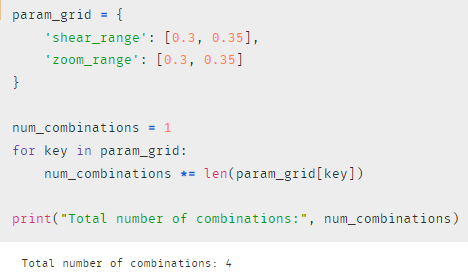 param_grid = {
    'shear_range': [0.3, 0.35],
    'zoom_range': [0.3, 0.35]
}

num_combinations = 1
for key in param_grid:
    num_combinations *= len(param_grid[key])

print("Total number of combinations:", num_combinations)

Total number of combinations: 4